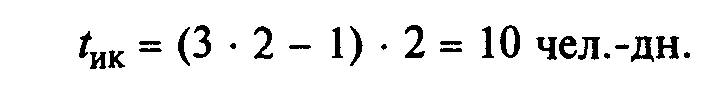 tик = (3 · 2 – 1) · 2 = 10 чел.-дн.